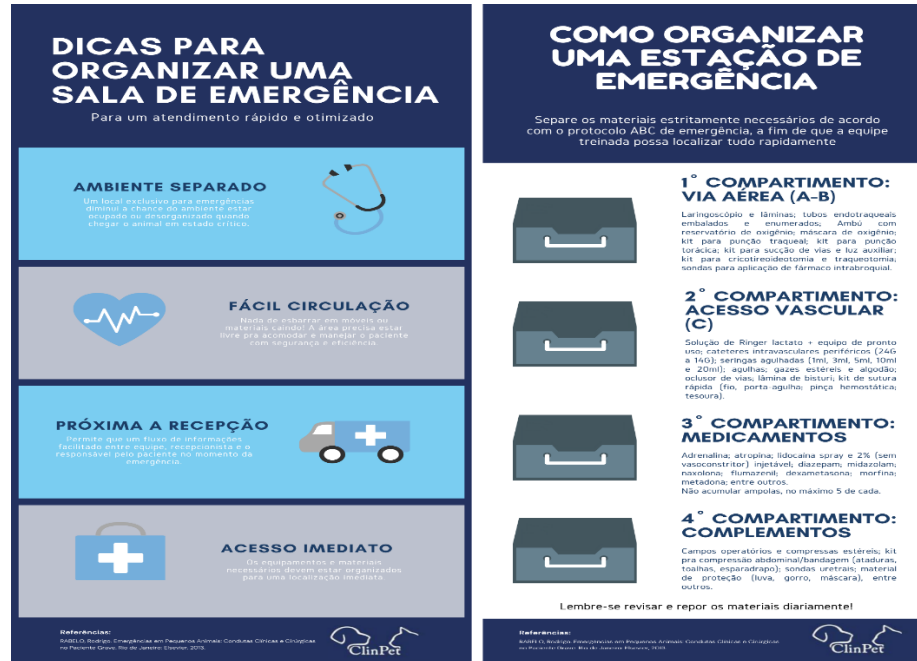 DICAS PARA
ORGANIZAR UMA
SALA DE EMERGÊNCIA
Para um atendimento rápido e otimizado
AMBIENTE SEPARADO
Um local exclusivo para emergências
diminui a chance do ambiente estar
ocupado ou desorganizado quando
chegar o animal em estado crítico.
FÁCIL CIRCULAÇÃO
Nada de esbarrar em móveis ou
materiais caindo! A área precisa estar
livre pra acomodar e manejar o paciente
com segurança e eficiência.
PRÓXIMA A RECEPÇÃO
Permite que um fluxo de informações
facilitado entre equipe, recepcionista e o
responsável pelo paciente no momento da
emergência.
ACESSO IMEDIATO
Os equipamentos e materiais
necessários devem estar organizados
para uma localização imediata
Referências:
RABELO, Rodrigo. Emergências em Pequenos Animais: Condutas Clínicas e Cirúrgicas
no Paciente Grave. Rio de Janeiro: Elsevier, 2013.
ClinPet
COMO ORGANIZAR
UMA ESTAÇÃO DE
EMERGÊNCIA
Separe os materiais estritamente necessários de acordo
com o protocolo ABC de emergência, a fim de que a equipe
treinada possa localizar tudo rapidamente
1° COMPARTIMENTO:
VIA AÉREA (A-B)
Laringoscópio e lâminas; tubos endotraqueais
embalados e enumerados; Ambú com
reservatório de oxigênio; máscara de oxigênio;
kit para punção traqueal; kit para punção
torácica; kit para sucção de vias e luz auxiliar;
kit para cricotireoideotomia e traqueotomia;
sondas para aplicação de fármaco intrabroquial.
2° COMPARTIMENTO:
ACESSO VASCULAR
(C)
Solução de Ringer lactato + equipo de pronto
uso; cateteres intravasculares periféricos (24G
a 14G); seringas agulhadas (1ml, 3ml, 5ml, 10ml
e 20ml); agulhas; gazes estéreis e algodão;
oclusor de vias; lâmina de bisturi; kit de sutura
rápida (fio, porta-agulha; pinça hemostática;
tesoura).
3° COMPARTIMENTO:
MEDICAMENTOS
Adrenalina; atropina; lidocaína spray e 2% (sem
vasoconstritor) injetável; diazepam; midazolam;
naxolona; flumazenil; dexametasona; morfina;
metadona; entre outros.
Não acumular ampolas, no máximo 5 de cada.
4° COMPARTIMENTO:
COMPLEMENTOS
Campos operatórios e compressas estéreis; kit
pra compressão abdominal/bandagem (ataduras,
toalhas, esparadrapo); sondas uretrais; material
de proteção (luva, gorro, máscara), entre
outros.
Lembre-se revisar e repor os materiais diariamente!
Referências:
RABELO, Rodrigo. Emergências em Pequenos Animais: Condutas Clínicas e Cirúrgicas
no Paciente Grave. Rio de Janeiro: Elsevier, 2013.
ClinPet